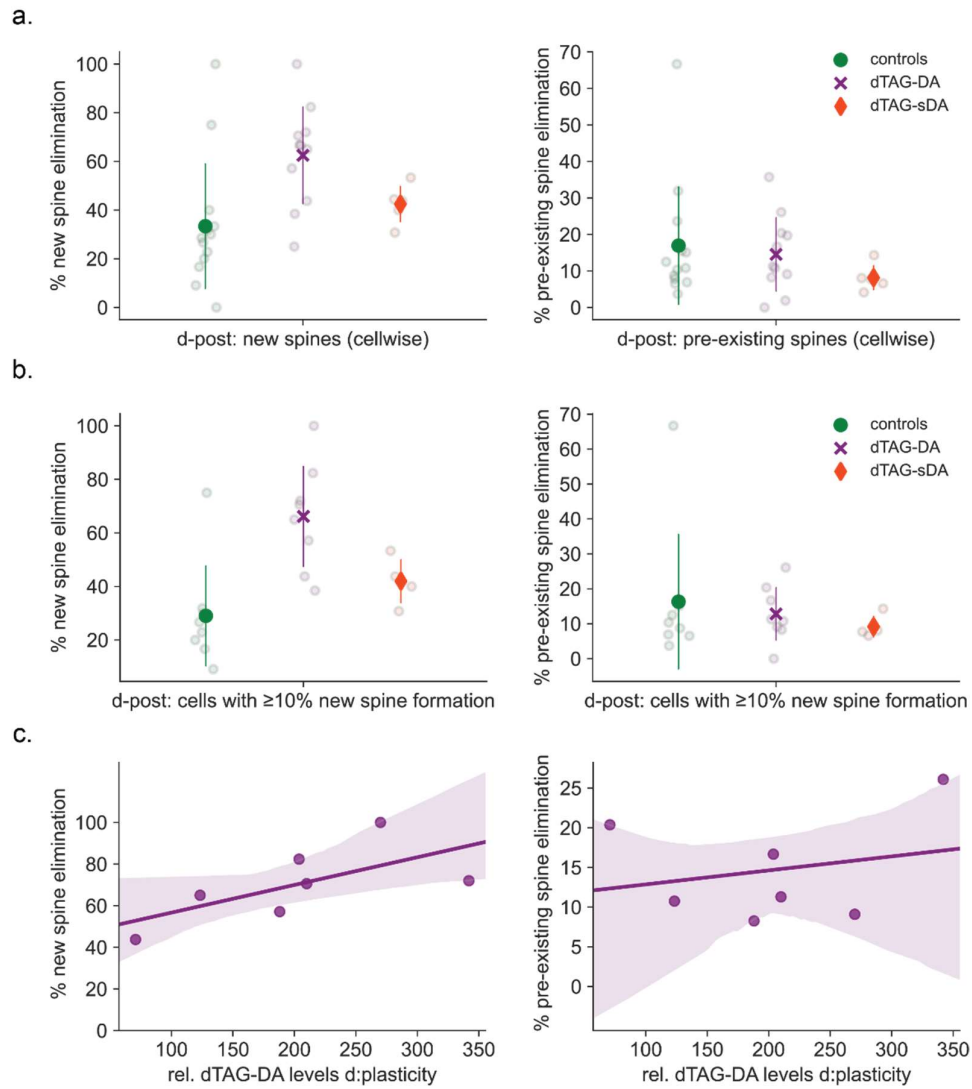 a.
% new spine elimination
100
80
60
40
20
0
d-post: new spines (cellwise)
% pre-existing spine elimination
70
60
50
40
30
20
10
0
d-post: pre-existing spines (cellwise)
controls
dTAG-DA
dTAG-sDA
b.
% new spine elimination
100
80
60
40
20
d-post: cells with ≥10% new spine formation
% pre-existing spine elimination
70
60
50
40
30
20
10
0
d-post: cells with ≥10% new spine formation
controls
dTAG-DA
dTAG-sDA
c.
% new spine elimination
100
80
60
40
20
0
100 150 200 250 300 350
rel. dTAG-DA levels d:plasticity
% pre-existing spine elimination
25
20
15
10
5
0
100 150 200 250 300 350
rel. dTAG-DA levels d:plasticity